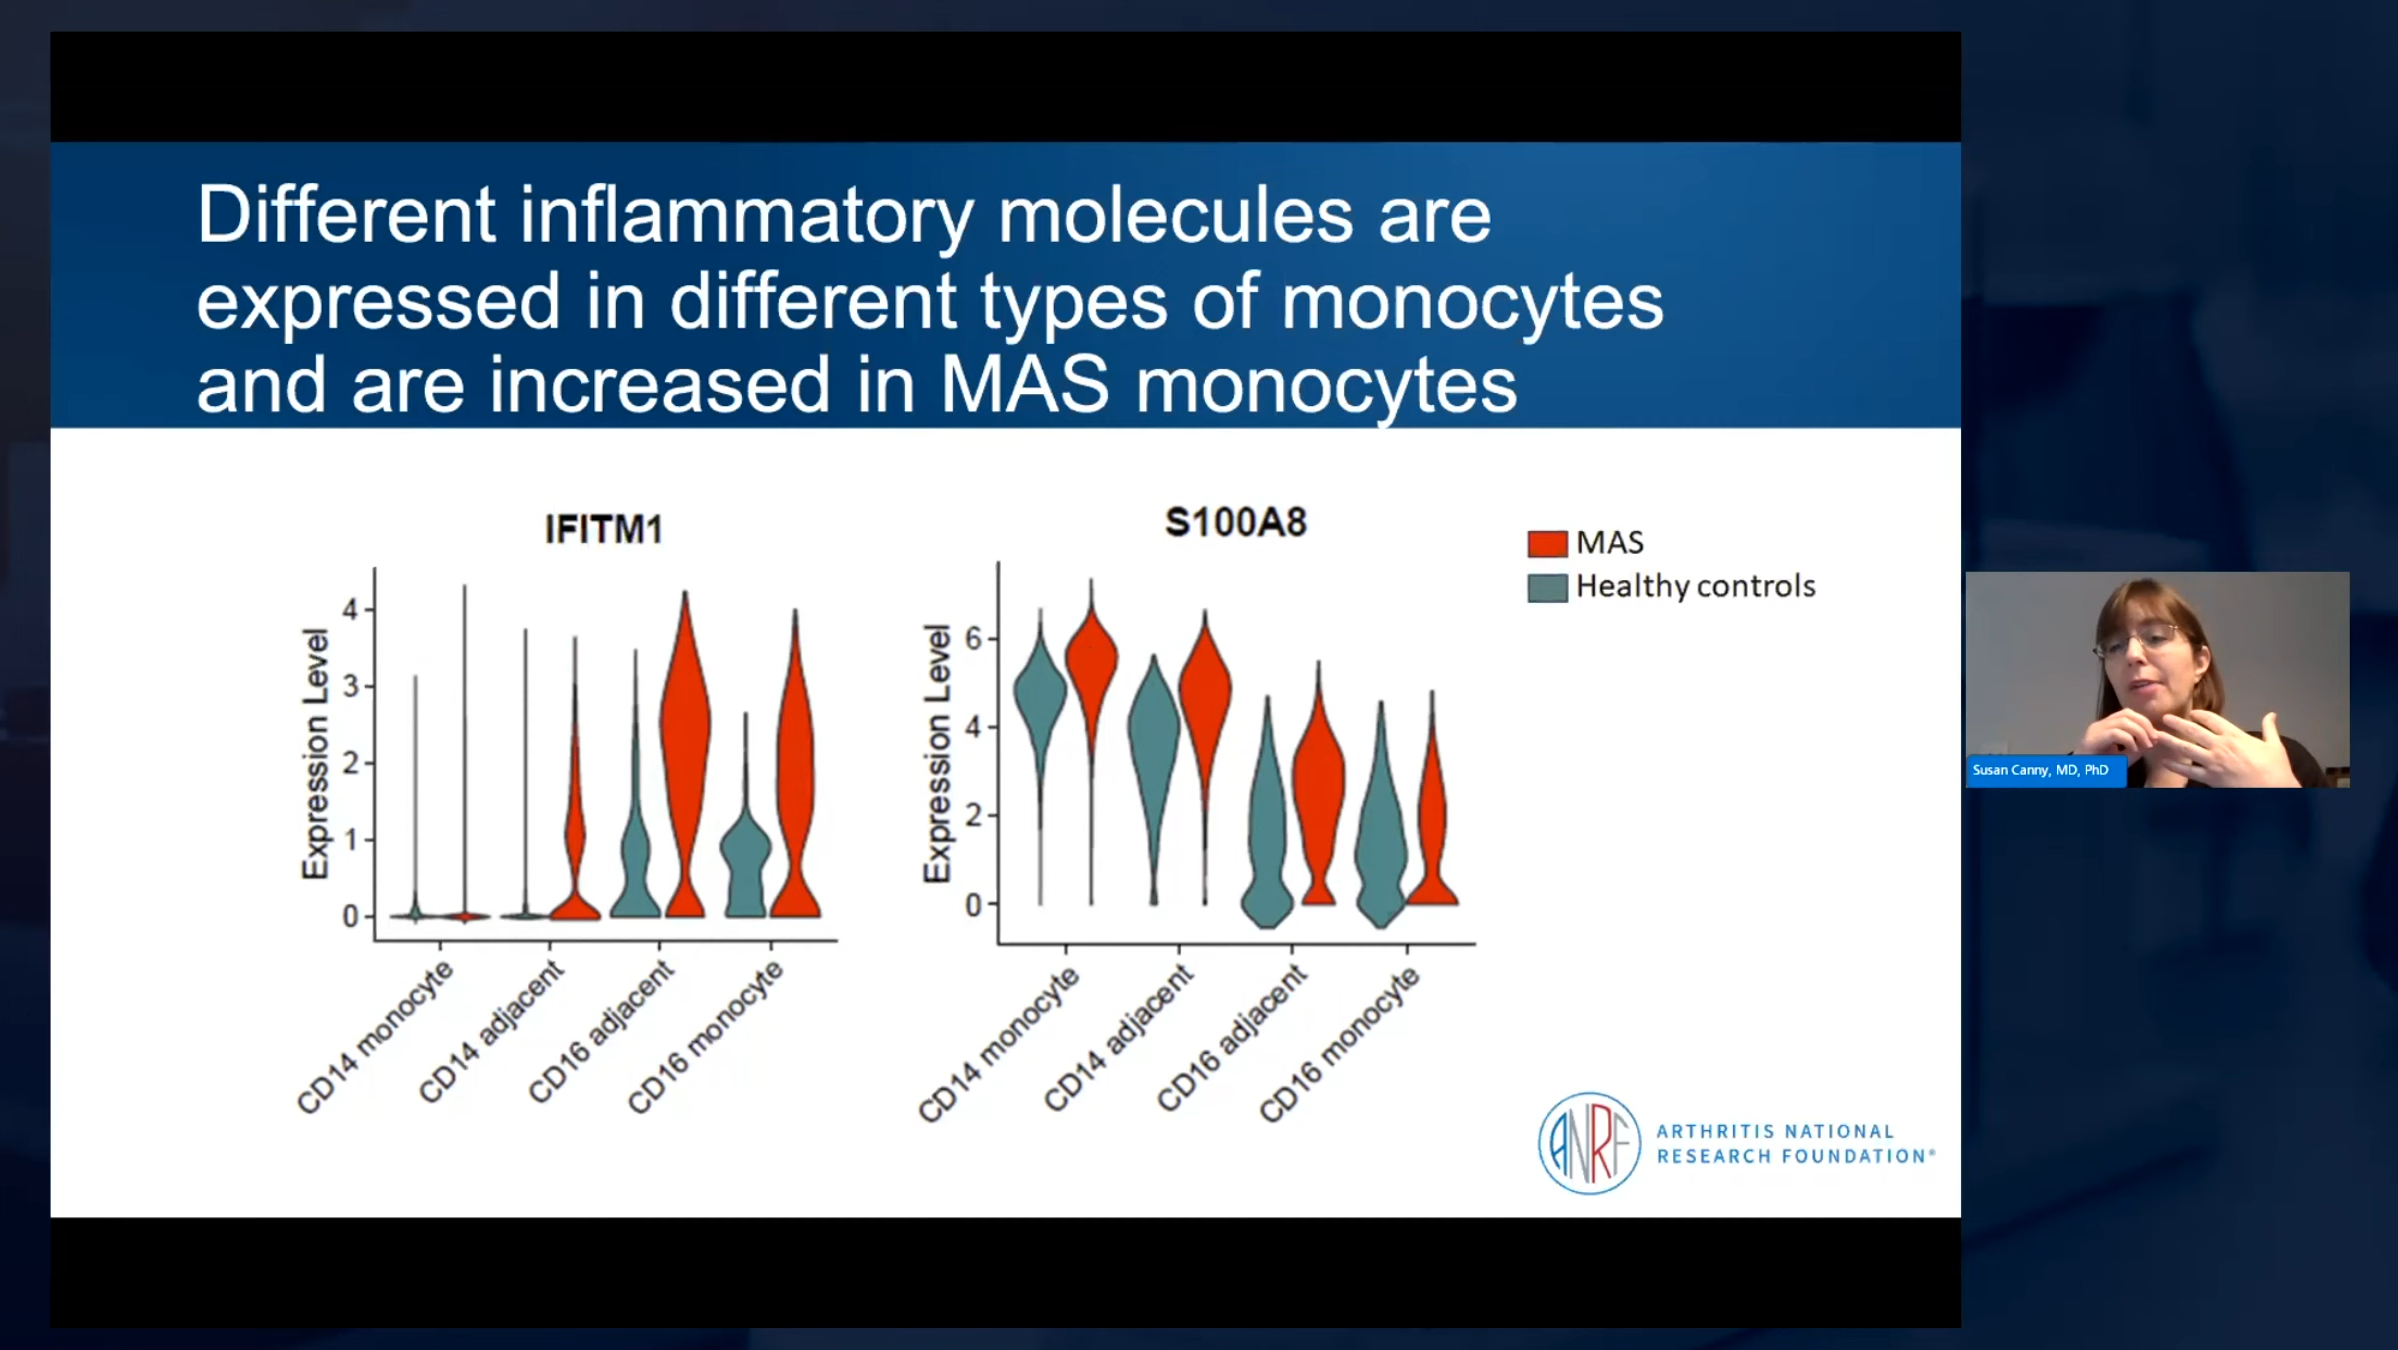 Different inflammatory molecules are
expressed in different types of monocytes
and are increased in MAS monocytes
IFITM1
Expression Level
4
3
2
1
0
CD14 monocyte
CD14 adjacent
CD16 adjacent
CD16 monocyte
S100A8
Expression Level
6
4
2
0
CD14 monocyte
CD14 adjacent
CD16 adjacent
CD16 monocyte
MAS
Healthy controls
Susan Canny, MD, PhD
ANRF
ARTHRITIS NATIONAL
RESEARCH FOUNDATION®